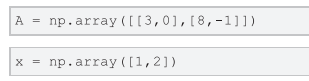 A = np.array([[3,0],[8,-1]])
x = np.array([1,2])